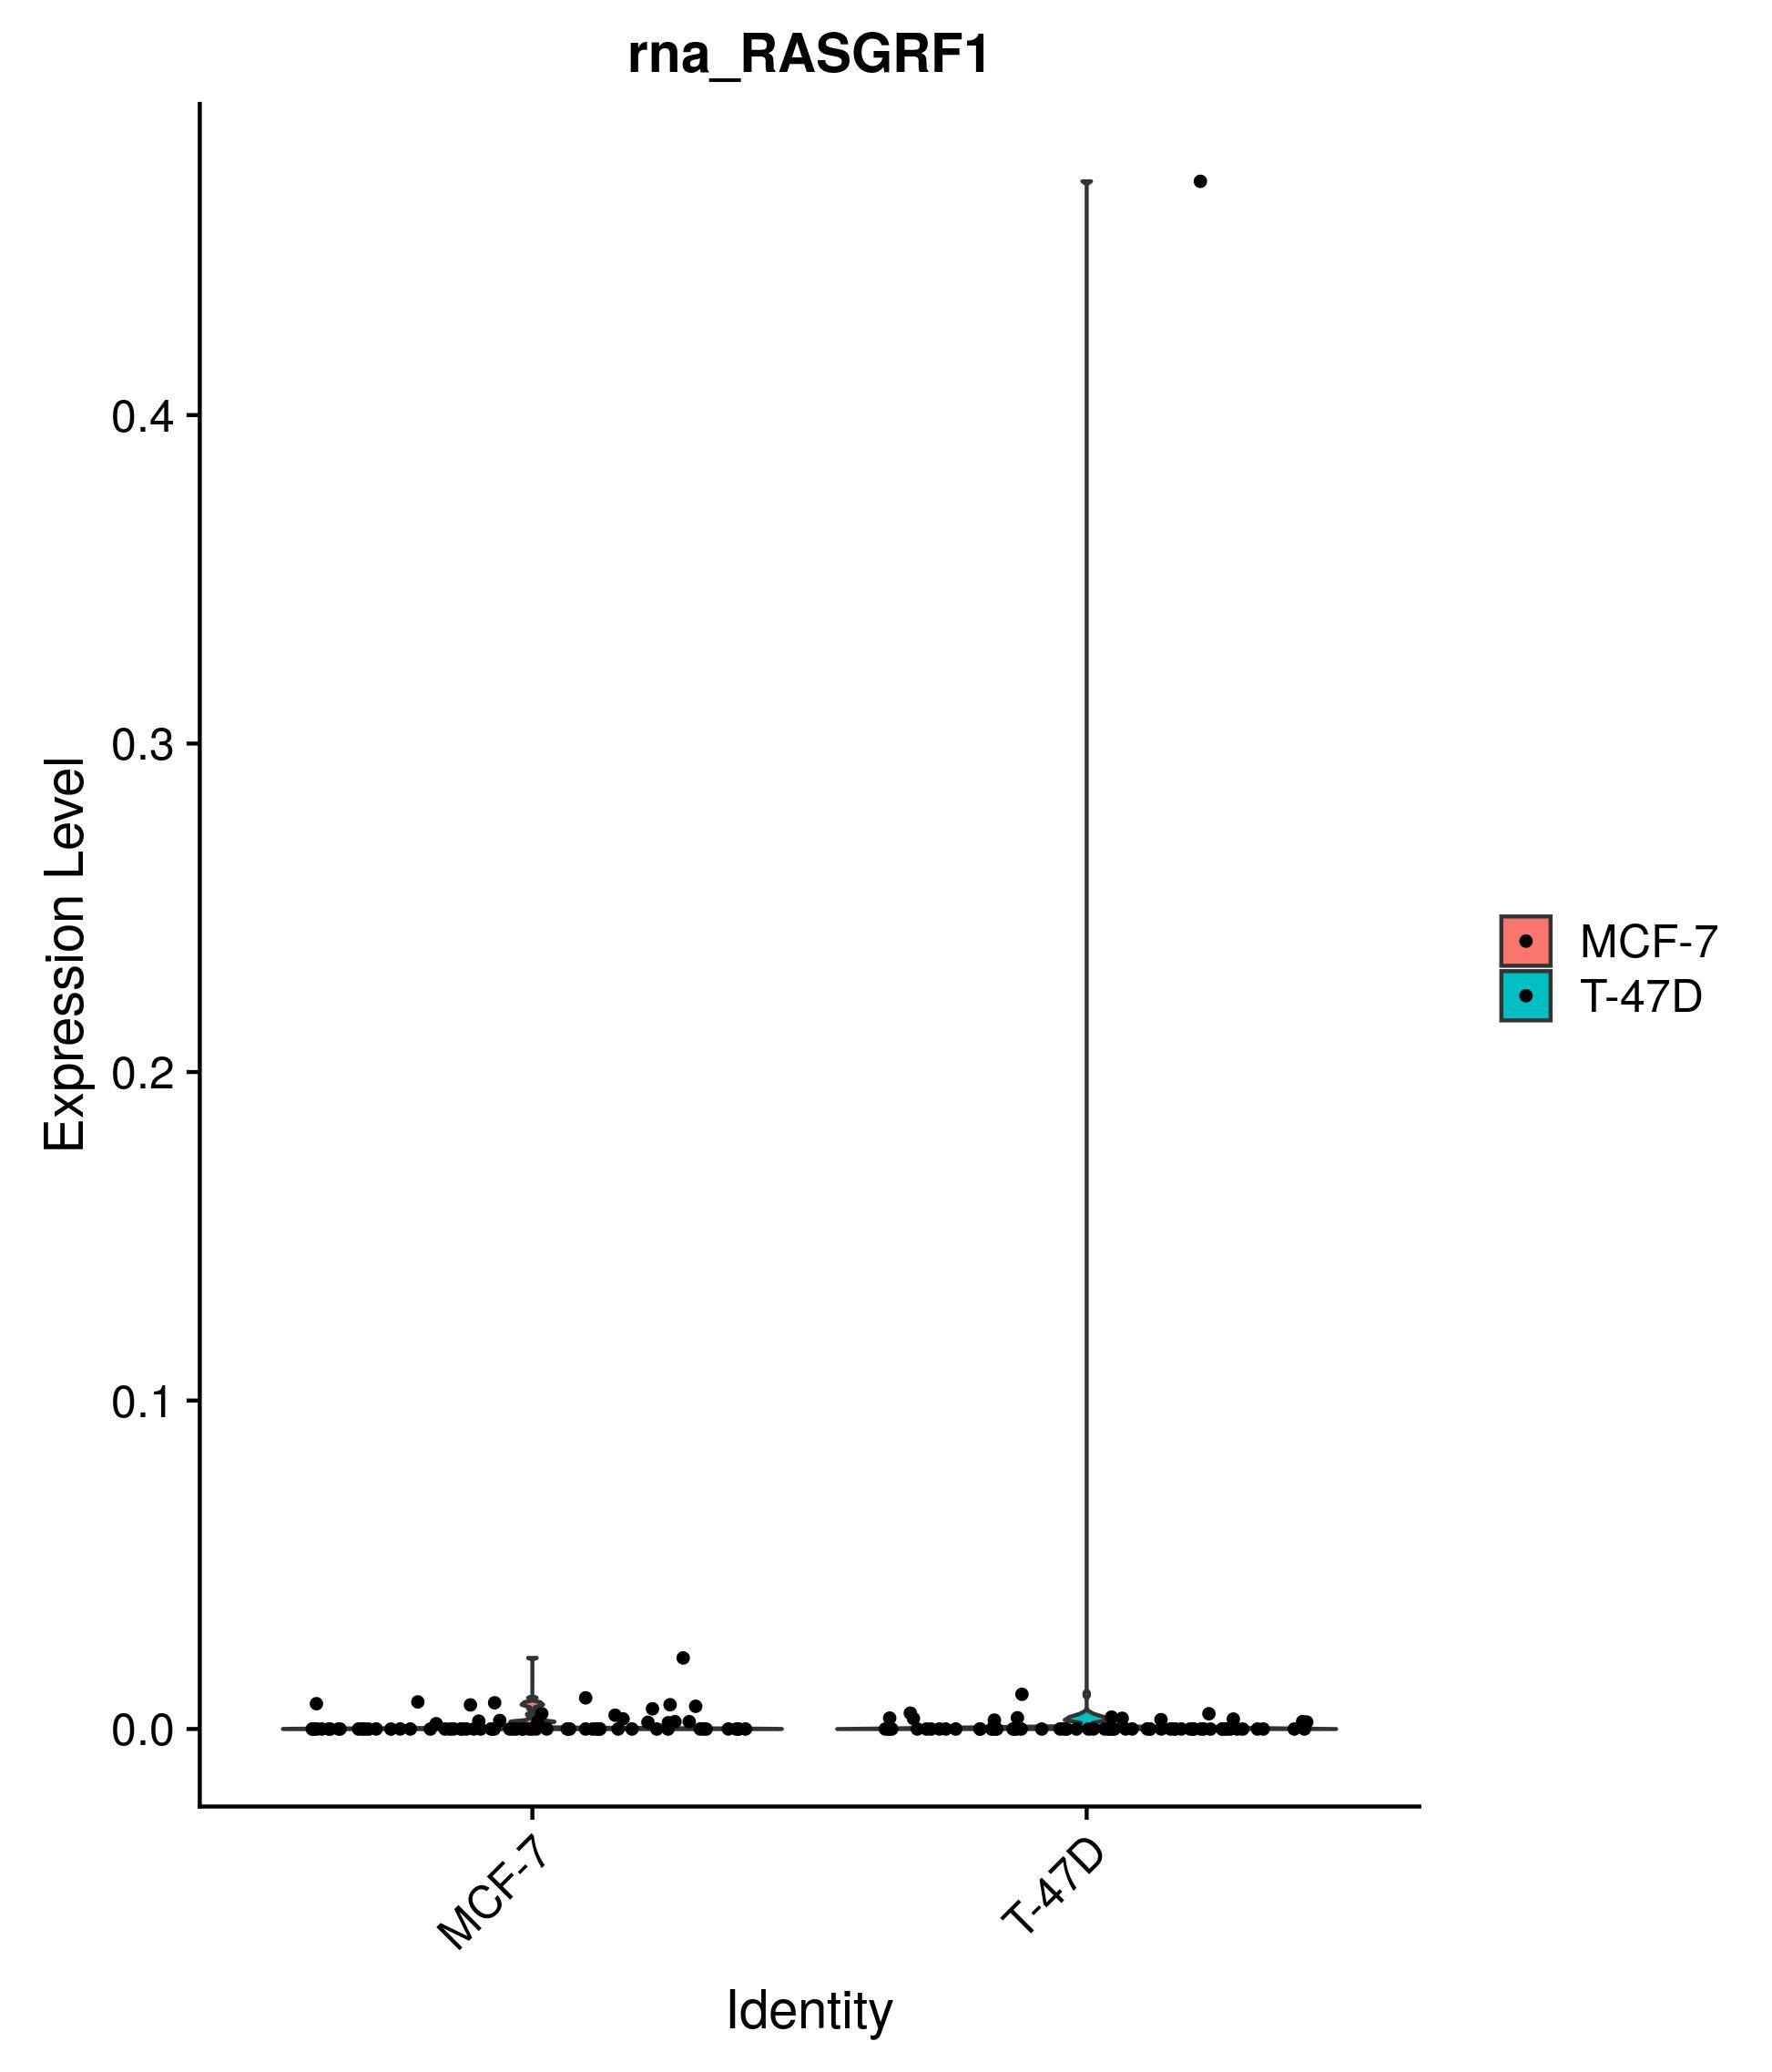 rna_RASGRF1
Expression Level
0.4
0.3
0.2
0.1
0.0
MCF-7
T-47D
Identity
MCF-7
T-47D